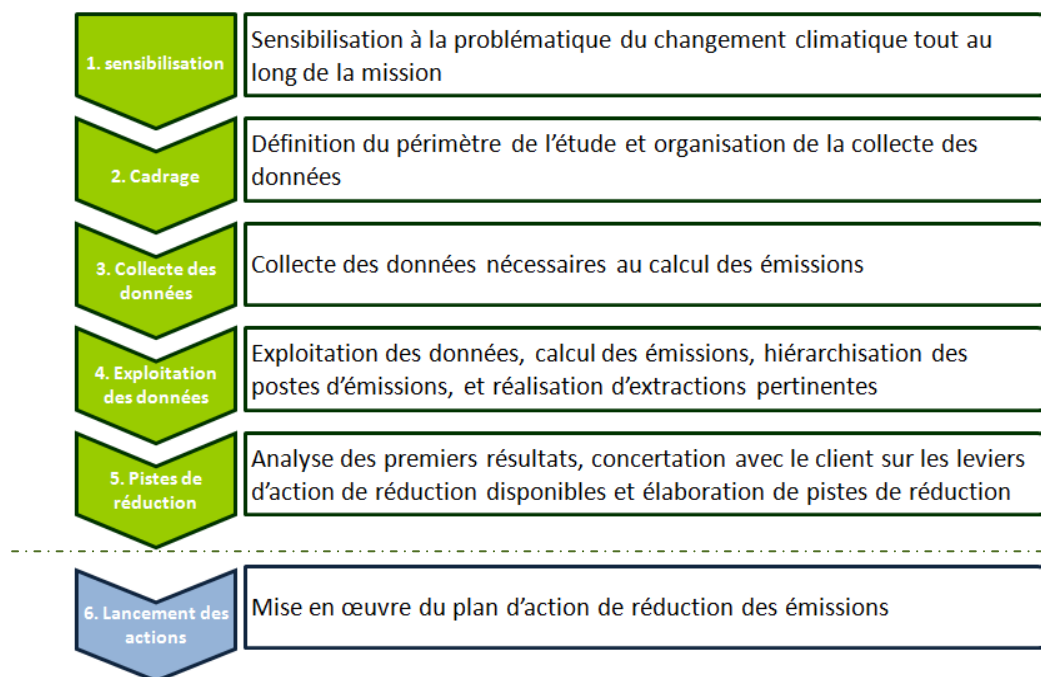 1. sensibilisation
Sensibilisation à la problématique du changement climatique tout au
long de la mission
2. Cadrage
Définition du périmètre de l’étude et organisation de la collecte des
données
3. Collecte des
données
Collecte des données nécessaires au calcul des émissions
4. Exploitation
des données
Exploitation des données, calcul des émissions, hiérarchisation des
postes d’émissions, et réalisation d’extractions pertinentes
5. Pistes de
réduction
Analyse des premiers résultats, concertation avec le client sur les leviers
d’action de réduction disponibles et élaboration de pistes de réduction
6. Lancement des
actions
Mise en œuvre du plan d’action de réduction des émissions